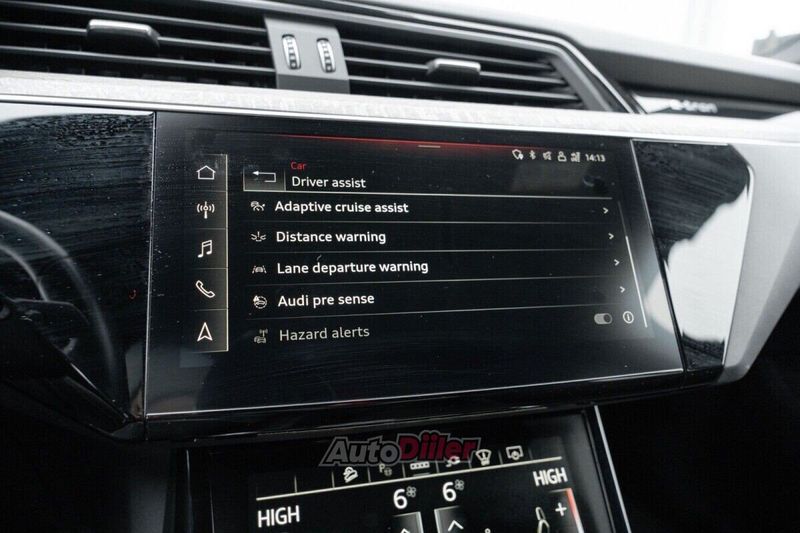 e-tron
14:13
Car
Driver assist
Adaptive cruise assist
Distance warning
Lane departure warning
Audi pre sense
Hazard alerts
AutoDiiler
6 6 HIGH
HIGH